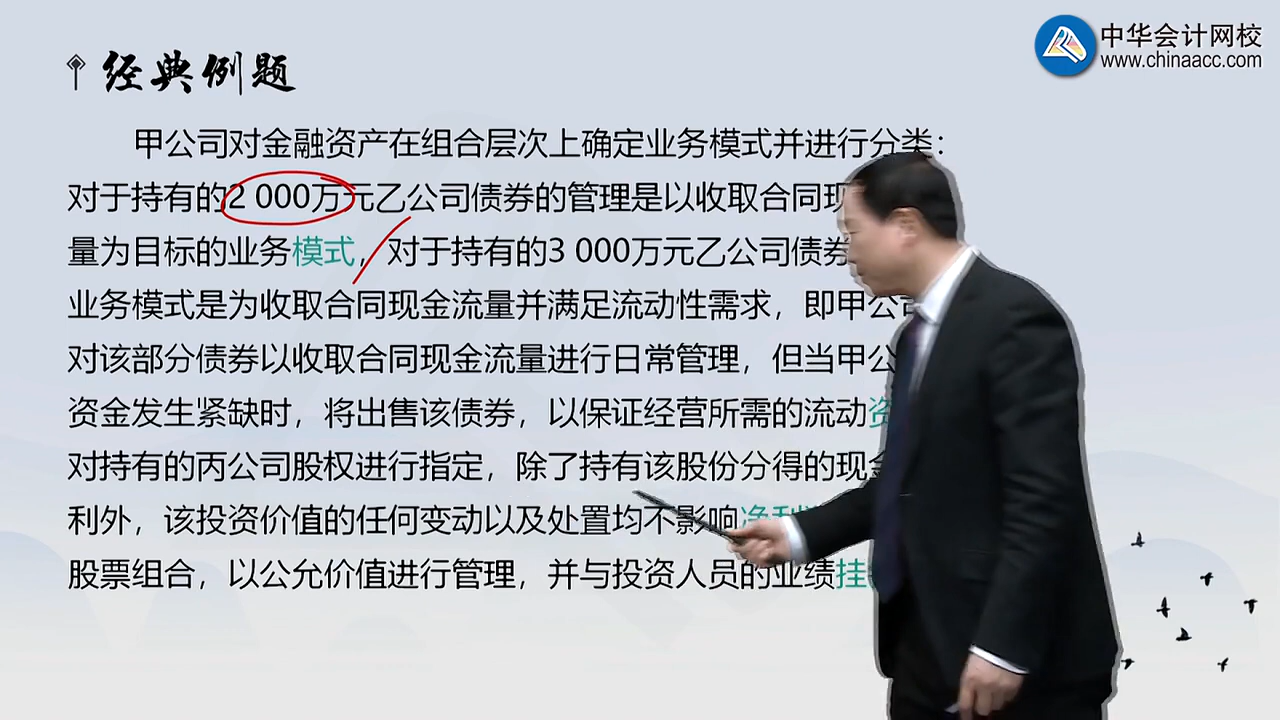 中华会计网校
www.chinaacc.com
经典例题
甲公司对金融资产在组合层次上确定业务模式并进行分类：
对于持有的2 000万元乙公司债券的管理是以收取合同现
量为目标的业务模式，对于持有的3 000万元乙公司债券
业务模式是为收取合同现金流量并满足流动性需求，即甲公司
对该部分债券以收取合同现金流量进行日常管理，但当甲公
资金发生紧缺时，将出售该债券，以保证经营所需的流动资
对持有的丙公司股权进行指定，除了持有该股份分得的现金
利外，该投资价值的任何变动以及处置均不影响净利
股票组合，以公允价值进行管理，并与投资人员的业绩挂